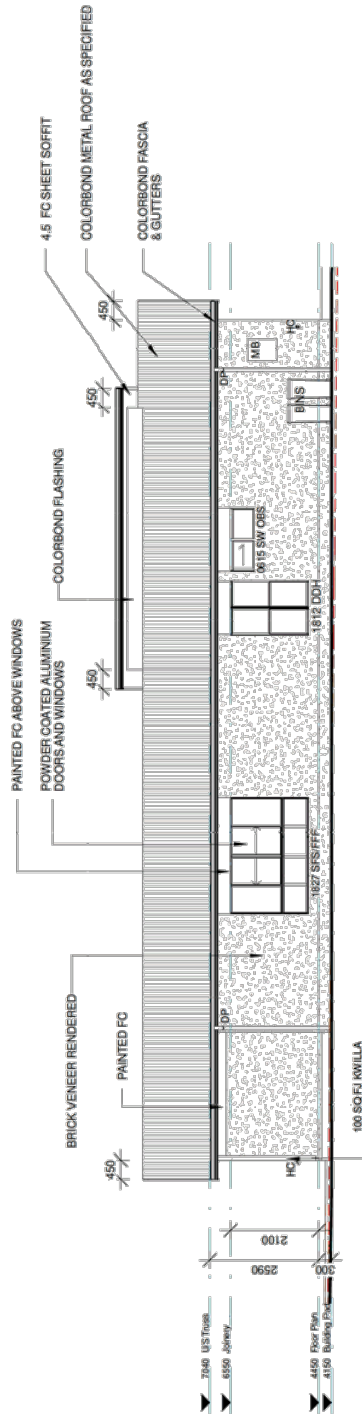 PAINTED FC ABOVE WINDOWS
POWDER COATED ALUMINIUM
DOORS AND WINDOWS
BRICK VENEER RENDERED
PAINTED FC
COLORBOND FLASHING
4.5 FC SHEET SOFFIT
COLORBOND METAL ROOF AS SPECIFIED
COLORBOND FASCIA
& GUTTERS
450
450
450
450
7040 U/S Truss
6550 Joinery
4450 Floor Plan
4150 Building Pad
2590
2100
300
HC
DP
1827 SFS/FFF
1812 DDH
0615 SW OBS
DP
MB
BINS
HC
100 SQ FJ KWILLA